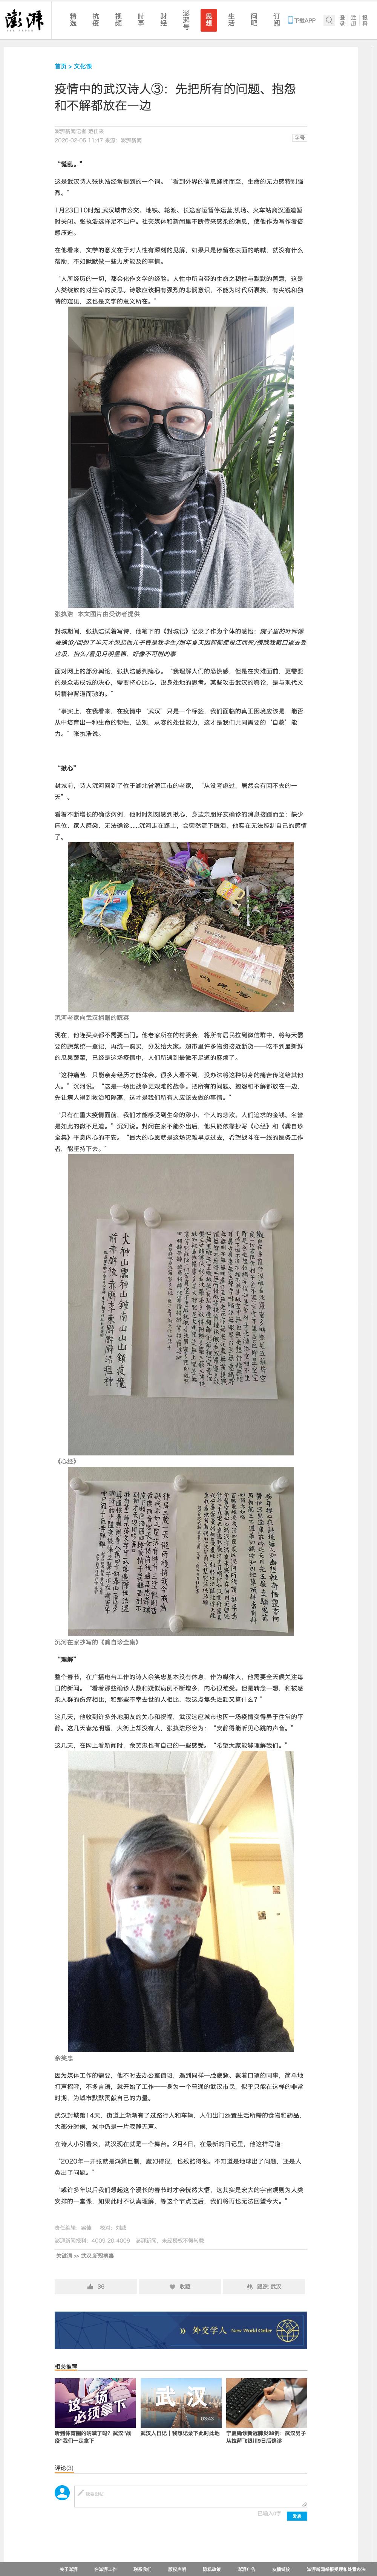 澎湃
精选
抗疫
视频
时事
财经
澎湃号
思想
生活
问吧
订阅
下载APP
登录
注册
报料
首页 > 文化课
疫情中的武汉诗人③：先把所有的问题、抱怨
和不解都放在一边
澎湃新闻记者 范佳来
2020-02-05 11:47 来源：澎湃新闻
字号
“慌乱。”
这是武汉诗人张执浩经常提到的一个词。“看到外界的信息蜂拥而至，生命的无力感特别强
烈。”
1月23日10时起，武汉城市公交、地铁、轮渡、长途客运暂停运营，机场、火车站离汉通道暂
时关闭。张执浩选择足不出户。社交媒体和新闻里不断传来感染的消息，使他作为写作者倍
感压迫。
在他看来，文学的意义在于对人性有深刻的见解，如果只是停留在表面的呐喊，就没有什么
帮助，不如默默做一些力所能及的事情。
“人所经历的一切，都会化作文学的经验。人性中所自带的生命之韧性与默默的善意，这是
人类绽放的对生命的反思。诗歌应该拥有强烈的悲悯意识，不能为时代所裹挟，有尖锐和独
特的窥见，这也是文学的意义所在。”
张执浩 本文图片由受访者提供
封城期间，张执浩试着写诗，他笔下的《封城记》记录了作为个体的感悟：院子里的叶师傅
被确诊/回想了半天才想起他儿子曾是我学生/那年夏天因抑郁症投江而死/傍晚我戴口罩去丢
垃圾，抬头/看见月明星稀，好像不可能的事
面对网上的部分舆论，张执浩感到痛心。“我理解人们的恐慌感，但是在灾难面前，更需要
的是众志成城的决心，需要将心比心、设身处地的思考。某些攻击武汉的舆论，是与现代文
明精神背道而驰的。”
“事实上，在我看来，在疫情中‘武汉’只是一个标签，我们面临的真正困境应该是，能否
从中培育出一种生命的韧性，达观，从容的处世能力，这才是我们共同需要的‘自救’能
力。”张执浩说。
“揪心”
封城前，诗人沉河回到了位于湖北省潜江市的老家，“从没考虑过，居然会有回不去的一
天”。
看着不断增长的确诊病例，他时时刻刻感到揪心，身边亲朋好友确诊的消息接踵而至：缺少
床位、家人感染、无法确诊……沉河走在路上，会突然流下眼泪，他实在无法控制自己的感情
了。
沉河老家向武汉捐赠的蔬菜
现在，他连买菜都不需要出门。他老家所在的村委会，将所有居民拉到微信群中，将每天需
要的蔬菜统一登记，再统一购买，分发给大家。超市里许多物资接近断货——吃不到最新鲜
的瓜果蔬菜，已经是这场疫情中，人们所遇到最微不足道的麻烦了。
“这种痛苦，只能亲身经历才能体会。很多人看不到，没办法将这种切身的痛苦传递给其他
人。”沉河说。“这是一场比战争更艰难的战争。把所有的问题、抱怨和不解都放在一边，
先让病人得到救治和隔离，这才是我们所有人应该去做的事情。”
“只有在重大疫情面前，我们才能感受到生命的渺小，个人的悲欢、人们追求的金钱、名誉
是如此的微不足道。”沉河说。封闭在家不能外出后，他只能依靠抄写《心经》和《龚自珍
全集》平息内心的不安。“最大的心愿就是这场灾难早点过去，希望战斗在一线的医务工作
者，能坚持下去。”
《心经》
沉河在家抄写的《龚自珍全集》
“理解”
整个春节，在广播电台工作的诗人余笑忠基本没有休息，作为媒体人，他需要全天候关注每
日的新闻。“看着那些确诊人数和疑似病例不断增多，内心很难受。但是转念一想，和被感
染人群的伤痛相比，和那些不幸去世的人相比，我这点焦头烂额又算什么？”
这几天，他收到许多外地朋友的关心和祝福，武汉这座城市也因一场疫情变得异于往常的平
静。这几天春光明媚，大街上却没有人，张执浩形容为：“安静得能听见心跳的声音。”
这几天，在网上看新闻时，余笑忠也有自己的一些感受。“希望大家能够理解我们。”
余笑忠
因为媒体工作的需要，他不时去办公室值班，遇到同样一脸疲惫、戴着口罩的同事，简单地
打声招呼，不多言语，就开始了工作——身为一个普通的武汉市民，似乎只能在这样的非常
时期，为城市默默贡献自己的力量。
武汉封城第14天，街道上渐渐有了过路行人和车辆，人们出门添置生活所需的食物和药品，
大部分时候，城中仍是一片寂静无声。
在诗人小引看来，武汉现在就是一个舞台。2月4日，在最新的日记里，他这样写道：
“2020年一开张就是鸿篇巨制，魔幻得很，也残酷得很。不知道是地球出了问题，还是人
类出了问题。”
“或许多年以后我们想起这个漫长的春节时才会恍然大悟，这其实是宏大的宇宙规则为人类
安排的一堂课，如果此时不认真理解，等这个节点过后，我们将再也无法回望今天。”
责任编辑：梁佳 校对：刘威
澎湃新闻报料：4009-20-4009 澎湃新闻，未经授权不得转载
关键词 >> 武汉,新冠病毒
38
收藏
跟踪: 武汉
» 外交学人 New World Order
相关推荐
这一场
必须拿下
武汉
03:43
听到体育圈的呐喊了吗？武汉“战
疫”我们一定拿下
武汉人日记｜我想记录下此时此地
宁夏确诊新冠肺炎28例：武汉男子
从拉萨飞银川9日后确诊
评论(3)
我要跟帖
已输入0字
发表
关于澎湃
在澎湃工作
联系我们
版权声明
隐私政策
澎湃广告
友情链接
澎湃新闻举报受理和处置办法